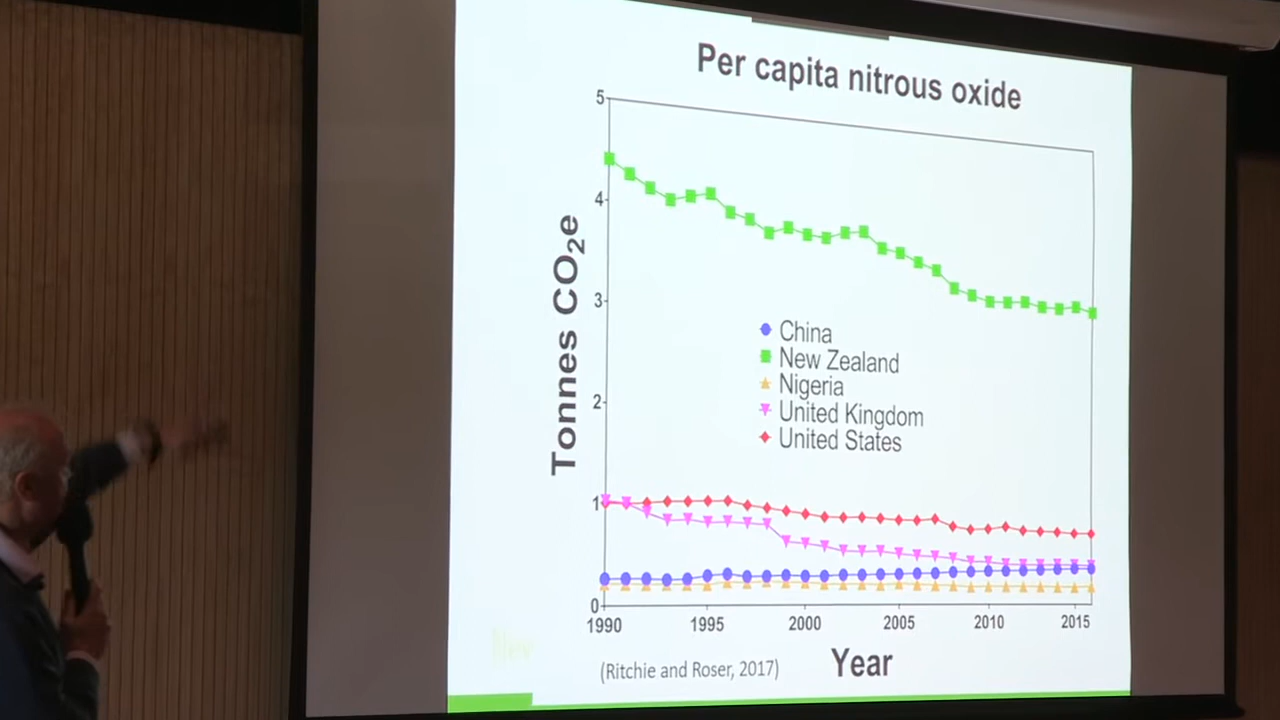 Per capita nitrous oxide
5
4
3
2
1
0
Tonnes CO₂e
China
New Zealand
Nigeria
United Kingdom
United States
1990 1995 2000 2005 2010 2015
Year
(Ritchie and Roser, 2017)